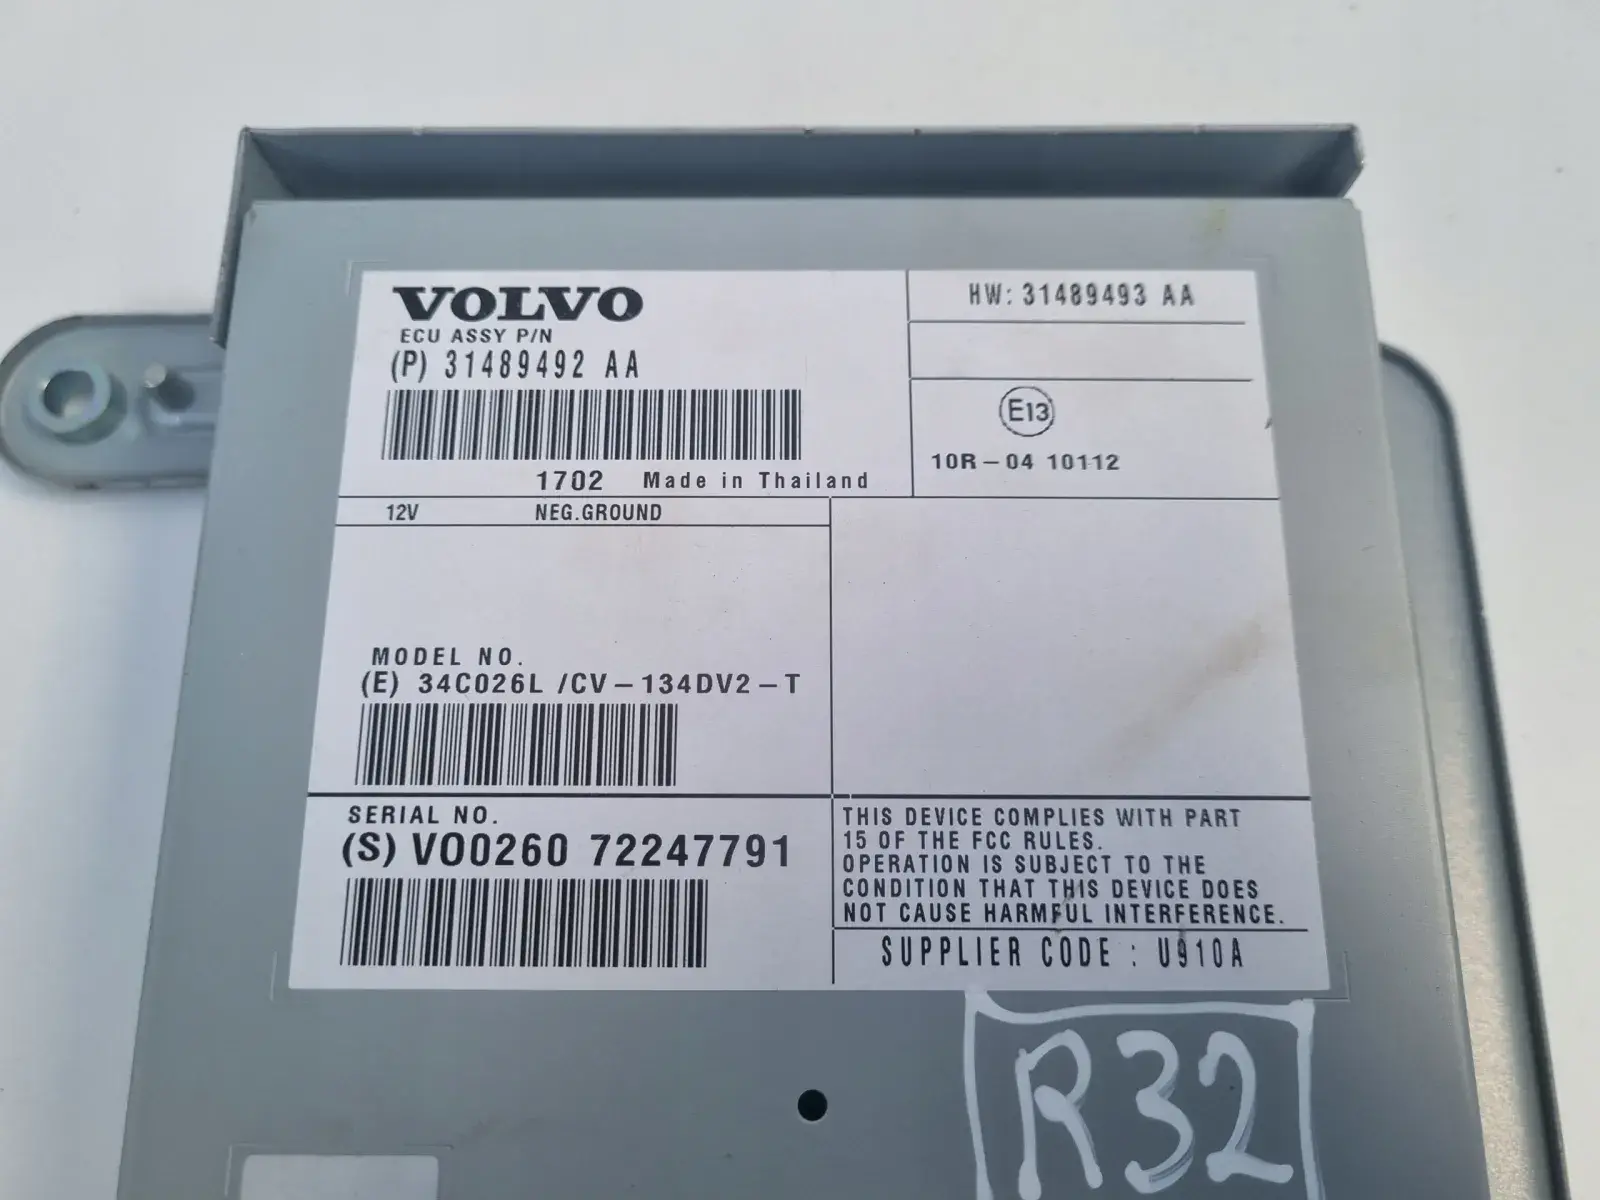 VOLVO
ECU ASSY P/N
(P) 31489492 AA
1702 Made in Thailand
HW: 31489493 AA
E13
10R-04 10112
12V NEG.GROUND
MODEL NO.
(E) 34C026L /CV-134DV2-T
SERIAL NO.
(S) VO0260 72247791
THIS DEVICE COMPLIES WITH PART
15 OF THE FCC RULES.
OPERATION IS SUBJECT TO THE
CONDITION THAT THIS DEVICE DOES
NOT CAUSE HARMFUL INTERFERENCE.
SUPPLIER CODE : U910A
R32